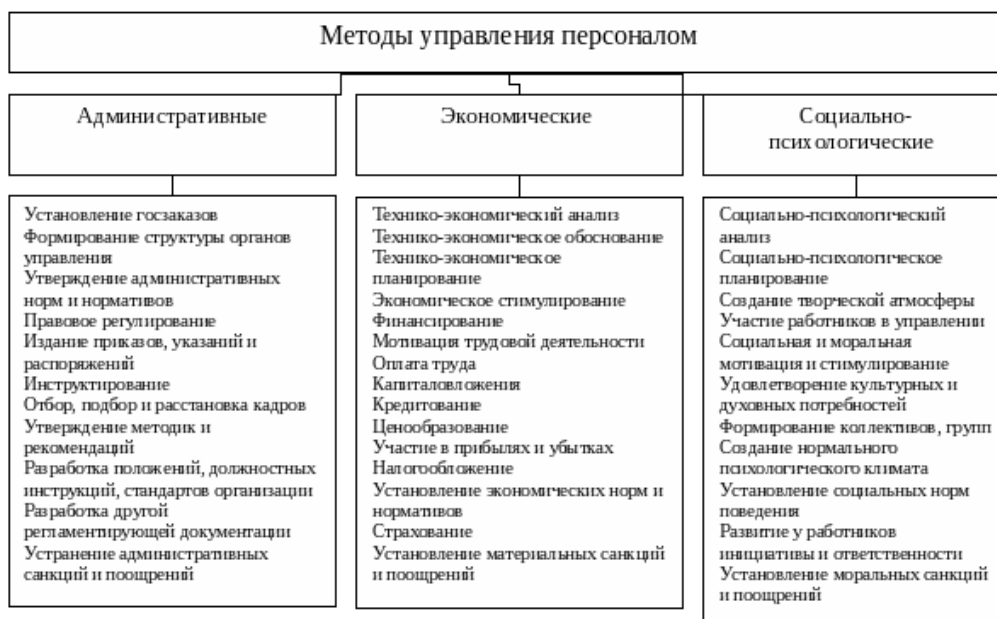 Методы управления персоналом
Административные
Экономические
Социально-
психологические
Установление госзаказов
Формирование структуры органов
управления
Утверждение административных
норм и нормативов
Правовое регулирование
Издание приказов, указаний и
распоряжений
Инструктирование
Отбор, подбор и расстановка кадров
Утверждение методик и
рекомендаций
Разработка положений, должностных
инструкций, стандартов организации
Разработка другой
регламентирующей документации
Устранение административных
санкций и поощрений
Технико-экономический анализ
Технико-экономическое обоснование
Технико-экономическое
планирование
Экономическое стимулирование
Финансирование
Мотивация трудовой деятельности
Оплата труда
Капиталовложения
Кредитование
Ценообразование
Участие в прибылях и убытках
Налогообложение
Установление экономических норм и
нормативов
Страхование
Установление материальных санкций
и поощрений
Социально-психологический
анализ
Социально-психологическое
планирование
Создание творческой атмосферы
Участие работников в управлении
Социальная и моральная
мотивация и стимулирование
Удовлетворение культурных и
духовных потребностей
Формирование коллективов, групп
Создание нормального
психологического климата
Установление социальных норм
поведения
Развитие у работников
инициативы и ответственности
Установление моральных санкций
и поощрений